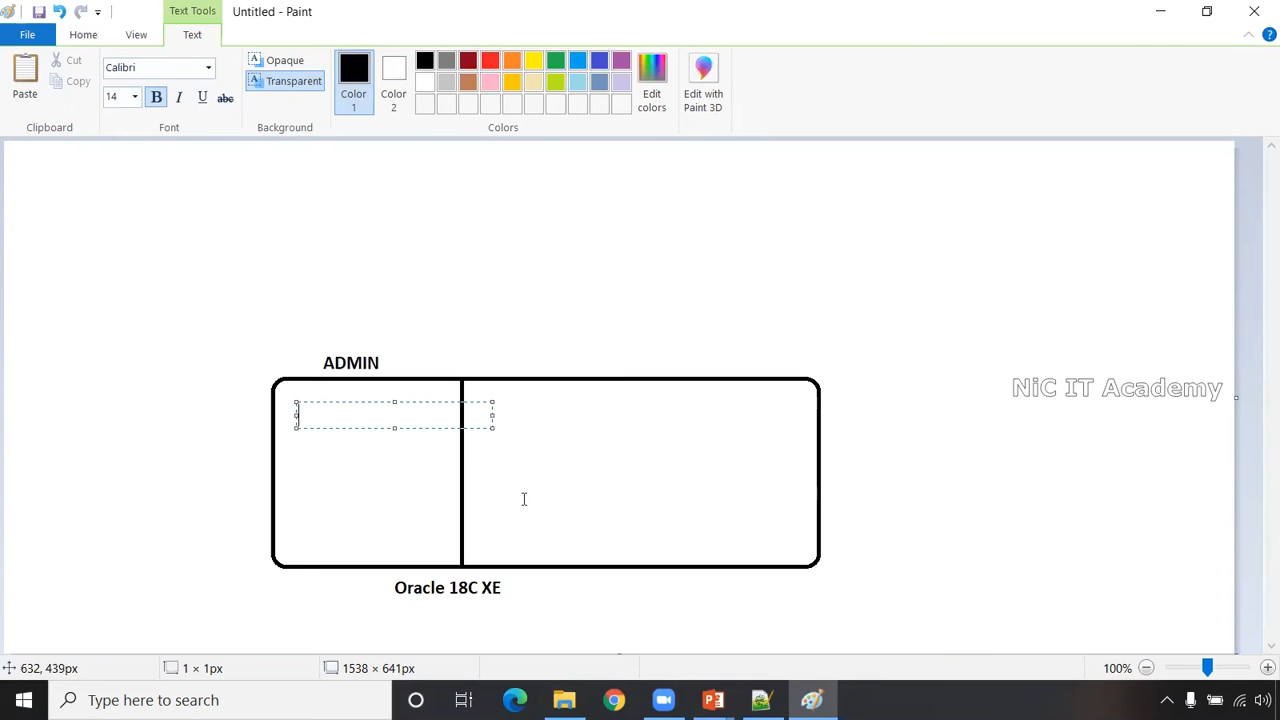 Text Tools
Untitled - Paint
File
Home
View
Text
Paste
Cut
Copy
Clipboard
Calibri
14
B I U abc
Font
Opaque
Transparent
Background
Color 1
Color 2
Edit colors
Edit with Paint 3D
Colors
ADMIN
NiC IT Academy
Oracle 18C XE
632, 439px
1 × 1px
1538 × 641px
100%
Type here to search